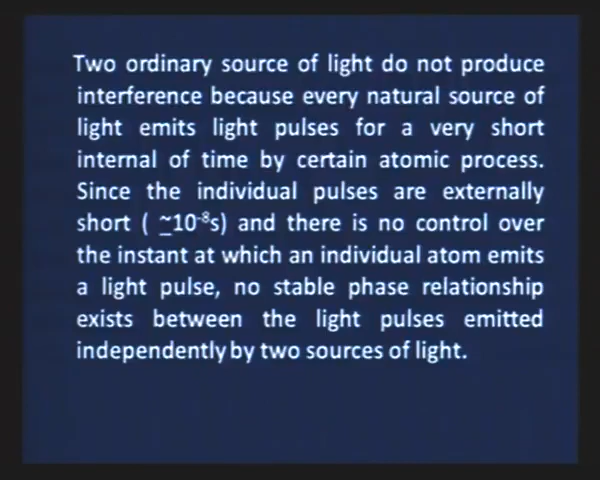 Two ordinary source of light do not produce
interference because every natural source of
light emits light pulses for a very short
internal of time by certain atomic process.
Since the individual pulses are externally
short ( ~10⁻⁸s) and there is no control over
the instant at which an individual atom emits
a light pulse, no stable phase relationship
exists between the light pulses emitted
independently by two sources of light.